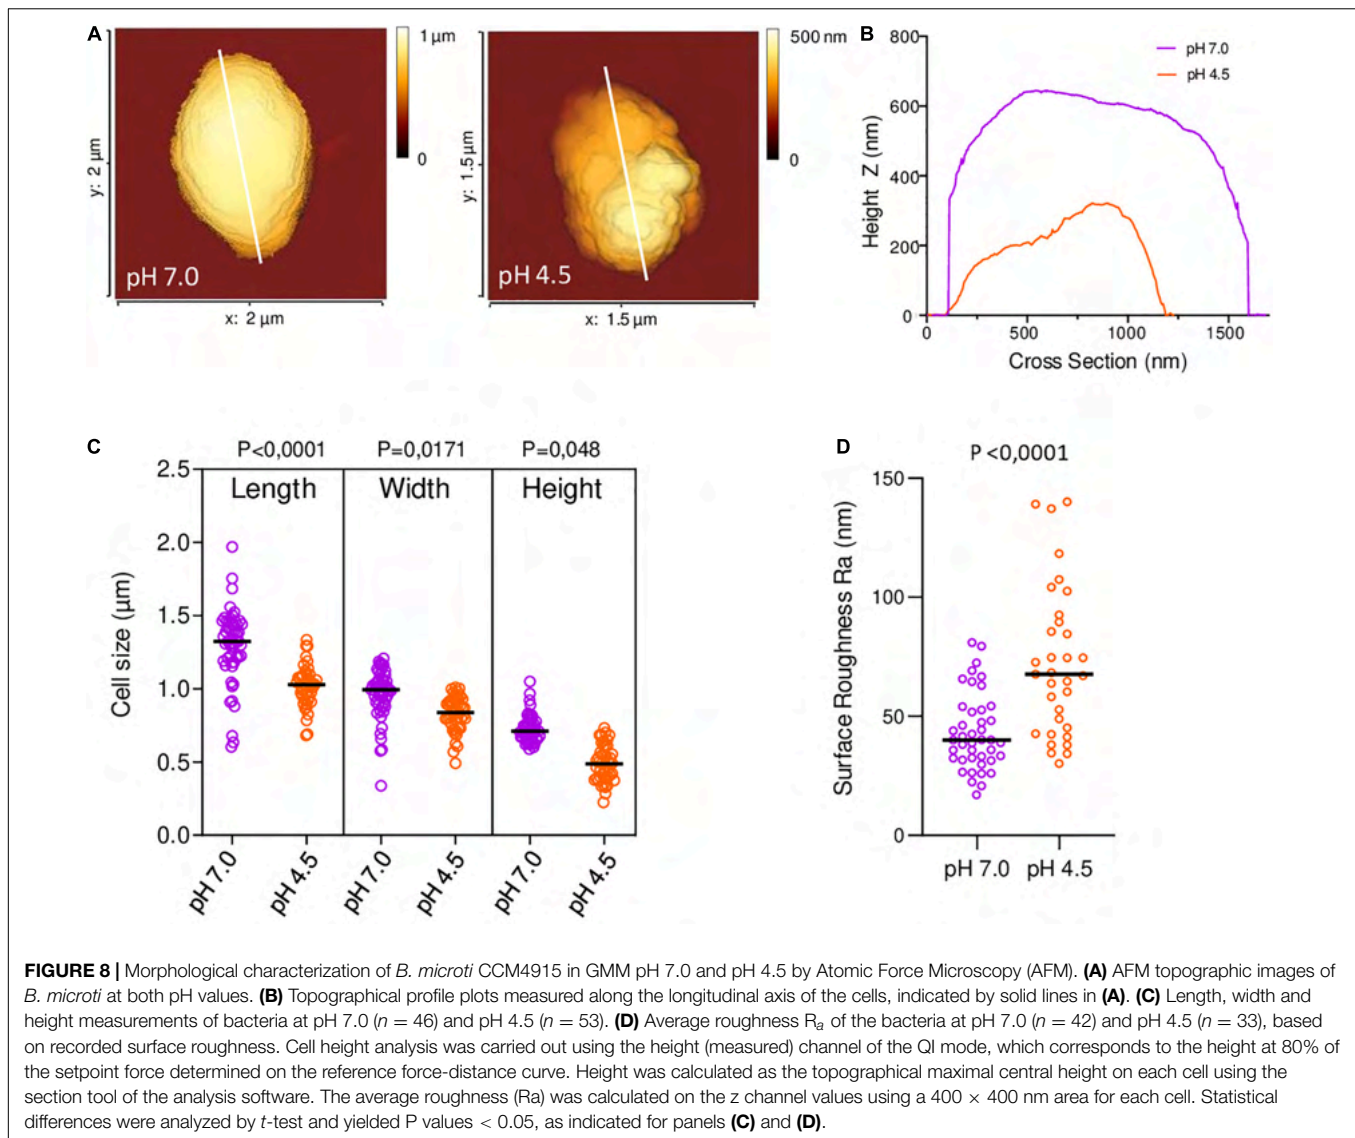 A
1 µm
0
y: 2 µm
pH 7.0
x: 2 µm
500 nm
0
y: 1.5 µm
pH 4.5
x: 1.5 µm
B
800
600
400
200
0
Height Z (nm)
pH 7.0
pH 4.5
0 500 1000 1500
Cross Section (nm)
C
P<0,0001 P=0,0171 P=0,048
Length Width Height
2.5
2.0
1.5
1.0
0.5
0.0
Cell size (µm)
pH 7.0 pH 4.5 pH 7.0 pH 4.5 pH 7.0 pH 4.5
D
P <0,0001
150
100
50
0
Surface Roughness Ra (nm)
pH 7.0 pH 4.5
FIGURE 8 | Morphological characterization of B. microti CCM4915 in GMM pH 7.0 and pH 4.5 by Atomic Force Microscopy (AFM). (A) AFM topographic images of
B. microti at both pH values. (B) Topographical profile plots measured along the longitudinal axis of the cells, indicated by solid lines in (A). (C) Length, width and
height measurements of bacteria at pH 7.0 (n = 46) and pH 4.5 (n = 53). (D) Average roughness Ra of the bacteria at pH 7.0 (n = 42) and pH 4.5 (n = 33), based
on recorded surface roughness. Cell height analysis was carried out using the height (measured) channel of the QI mode, which corresponds to the height at 80% of
the setpoint force determined on the reference force-distance curve. Height was calculated as the topographical maximal central height on each cell using the
section tool of the analysis software. The average roughness (Ra) was calculated on the z channel values using a 400 × 400 nm area for each cell. Statistical
differences were analyzed by t-test and yielded P values < 0.05, as indicated for panels (C) and (D).